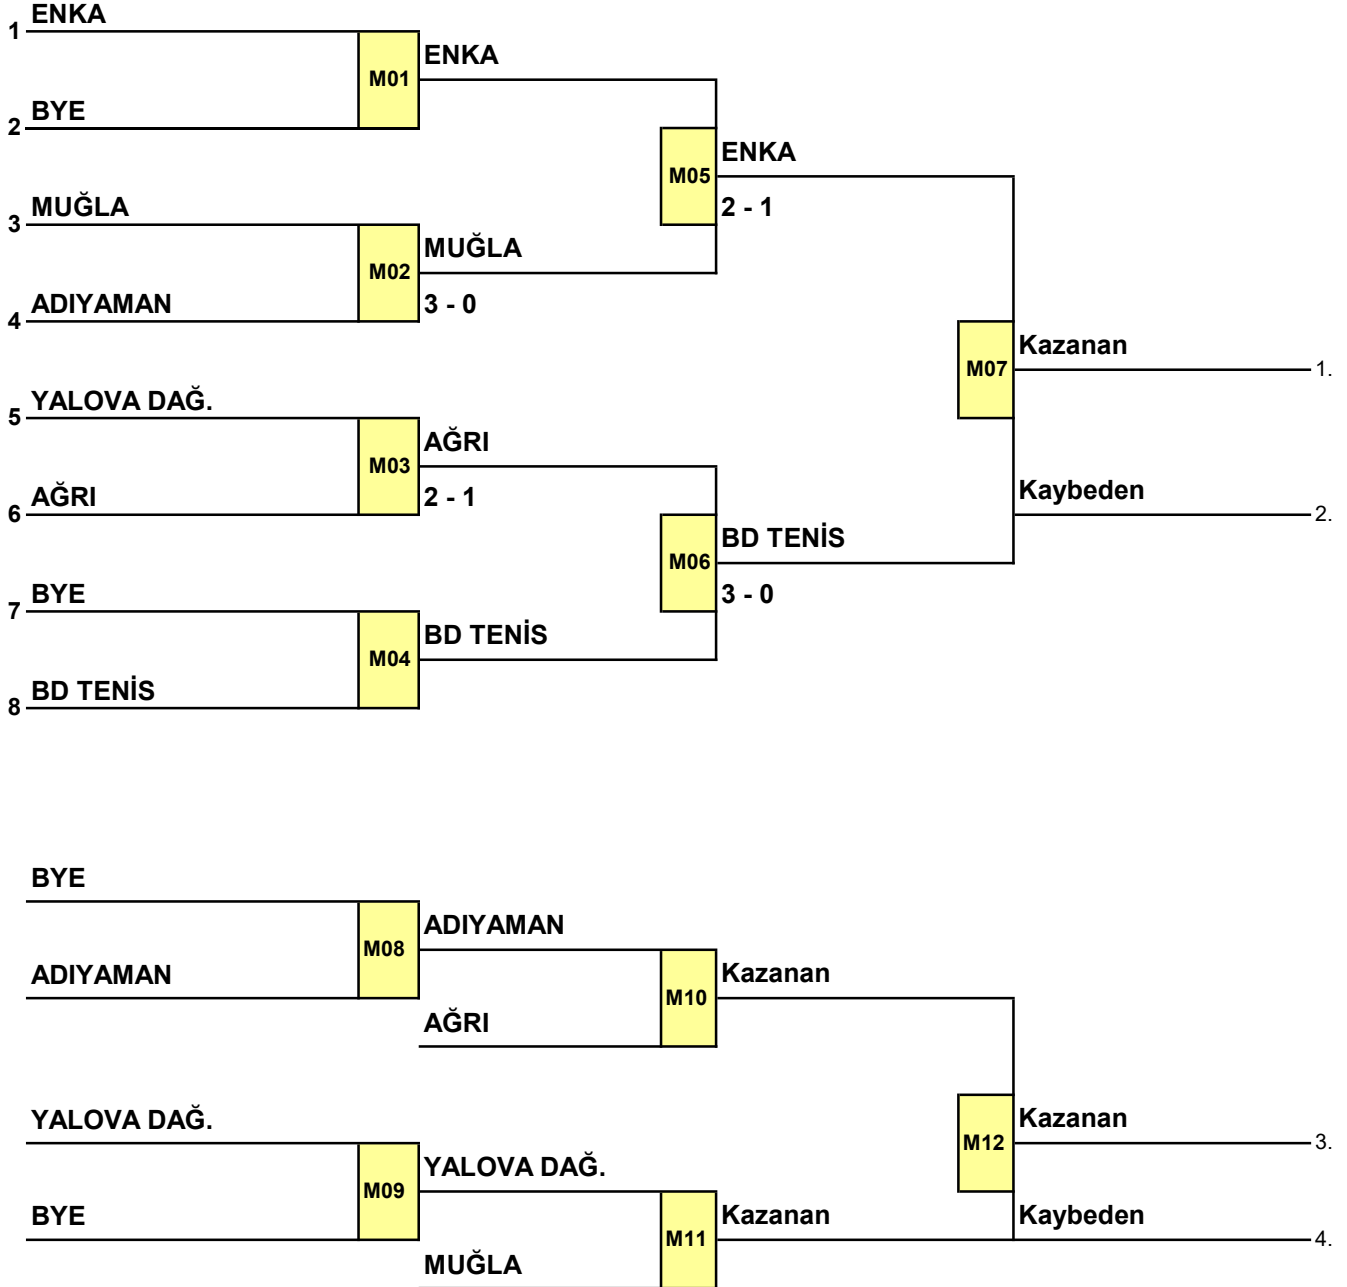 ENKA
1
M01
ENKA
BYE
2
M05
ENKA
2 - 1
MUĞLA
3
M02
MUĞLA
3 - 0
ADIYAMAN
4
M07
Kazanan
1.
YALOVA DAĞ.
5
M03
AĞRI
2 - 1
AĞRI
6
Kaybeden
2.
M06
BD TENİS
3 - 0
BYE
7
M04
BD TENİS
BD TENİS
8
BYE
M08
ADIYAMAN
ADIYAMAN
M10
Kazanan
AĞRI
YALOVA DAĞ.
M12
Kazanan
3.
M09
YALOVA DAĞ.
BYE
M11
Kazanan
Kaybeden
4.
MUĞLA